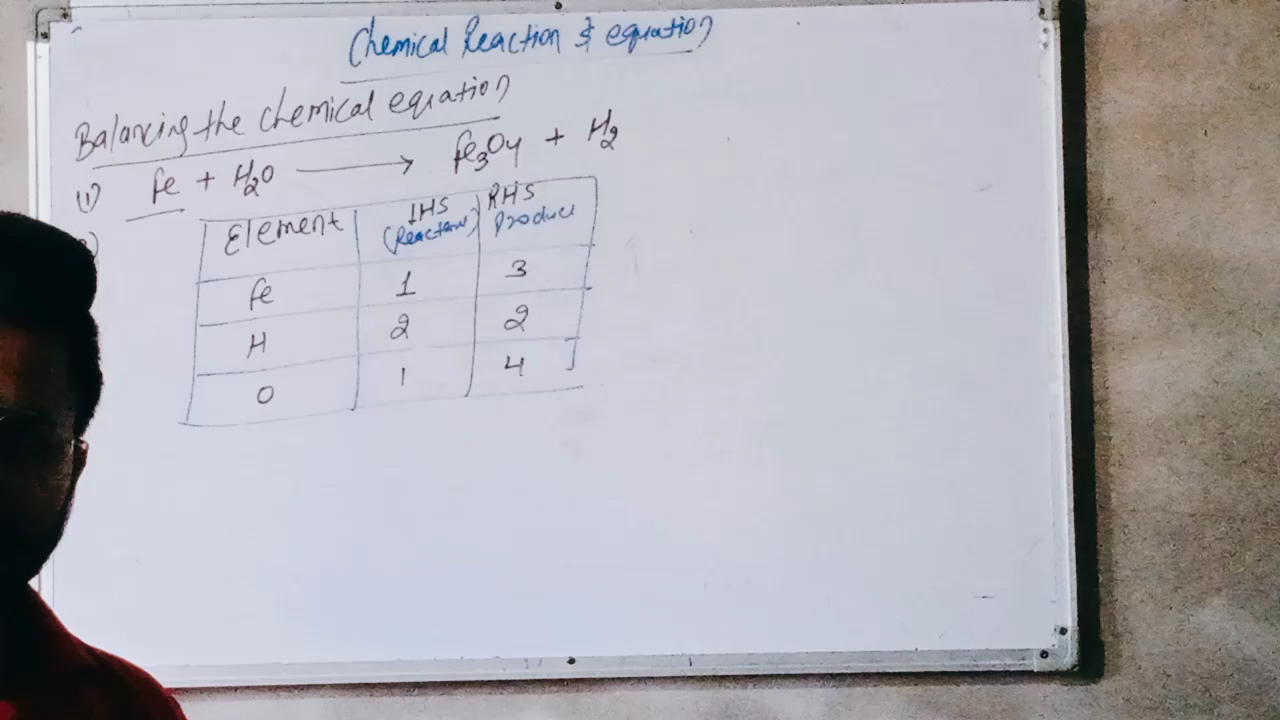 Chemical Reaction & equation
Balancing the chemical equation
(1) Fe + H2O ⟶ Fe3O4 + H2
Element LHS (Reactant) RHS Product
Fe 1 3
H 2 2
O 1 4